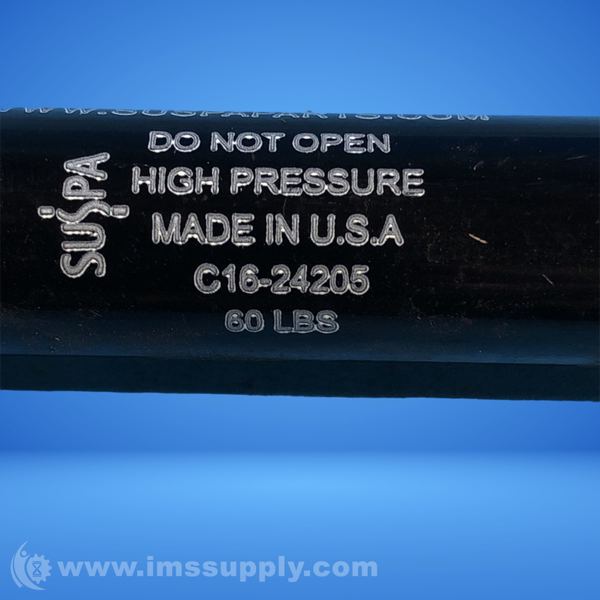 WWW.SUSPAPARTS.COM
DO NOT OPEN
HIGH PRESSURE
MADE IN U.S.A
C16-24205
60 LBS
SUSPA
www.imssupply.com